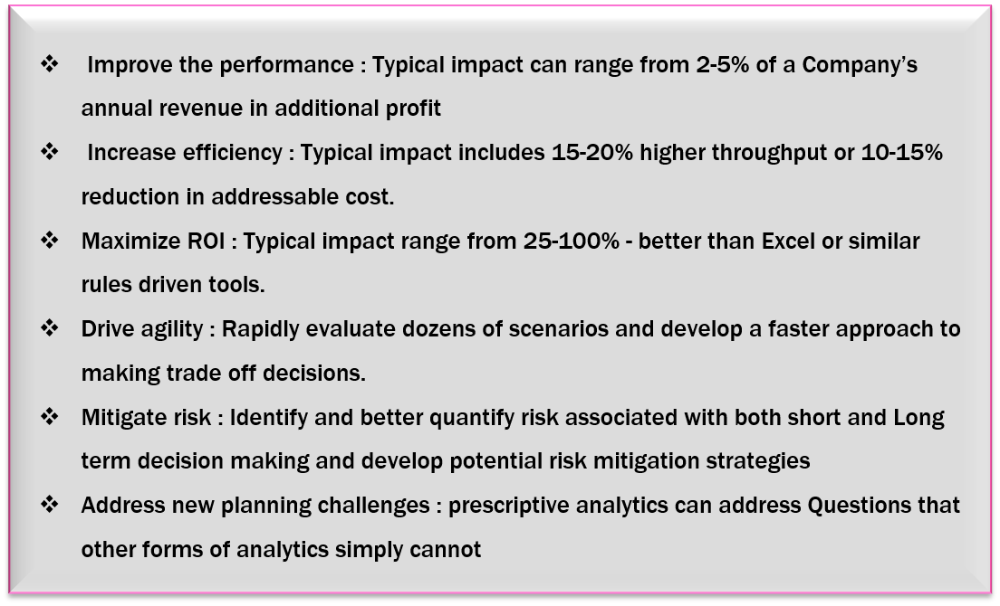 ❖ Improve the performance : Typical impact can range from 2-5% of a Company’s
annual revenue in additional profit
❖ Increase efficiency : Typical impact includes 15-20% higher throughput or 10-15%
reduction in addressable cost.
❖ Maximize ROI : Typical impact range from 25-100% - better than Excel or similar
rules driven tools.
❖ Drive agility : Rapidly evaluate dozens of scenarios and develop a faster approach to
making trade off decisions.
❖ Mitigate risk : Identify and better quantify risk associated with both short and Long
term decision making and develop potential risk mitigation strategies
❖ Address new planning challenges : prescriptive analytics can address Questions that
other forms of analytics simply cannot